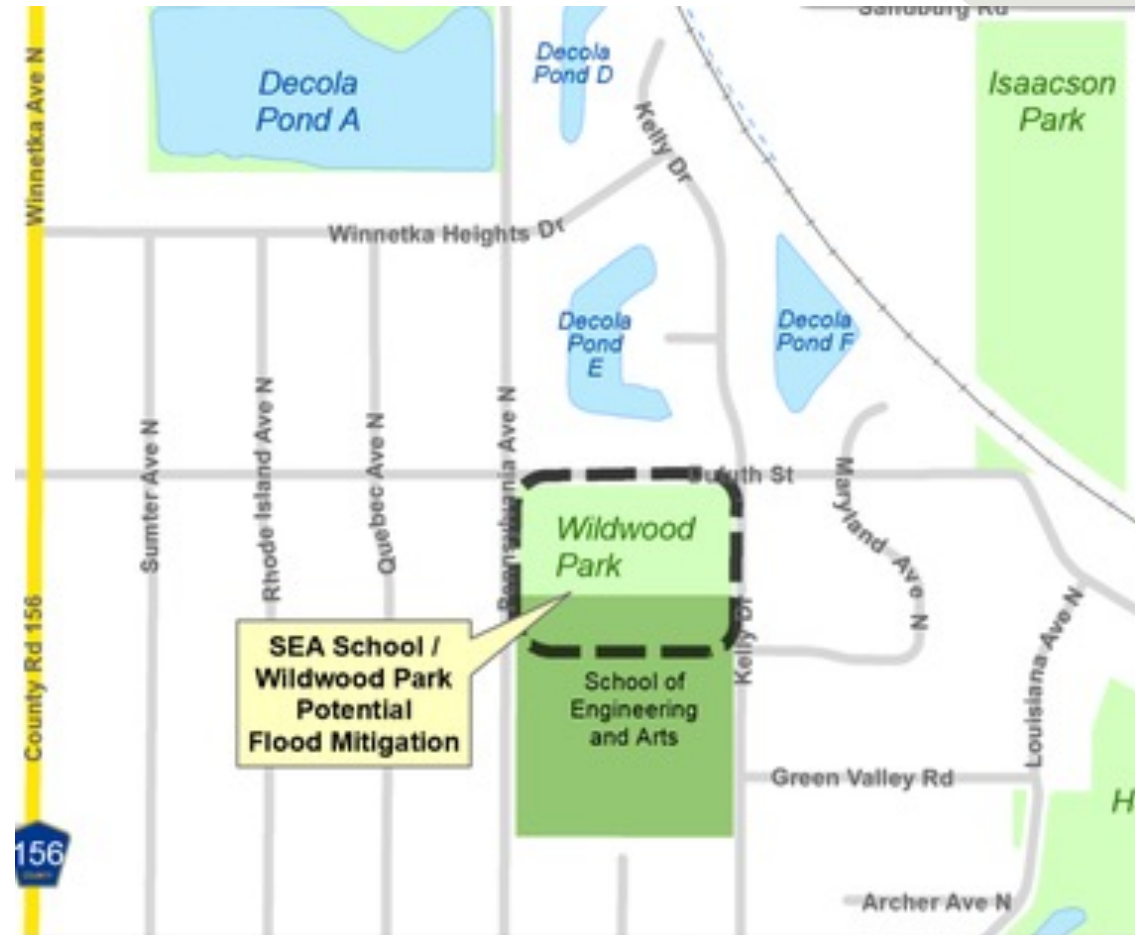 Sandburg Rd
Winnetka Ave N
Decola
Pond A
Decola
Pond D
Isaacson
Park
Kelly Dr
Winnetka Heights Dr
Decola
Pond
E
Decola
Pond F
Sumter Ave N
Rhode Island Ave N
Quebec Ave N
Pennsylvania Ave N
Duluth St
Maryland Ave N
Wildwood
Park
County Rd 156
SEA School /
Wildwood Park
Potential
Flood Mitigation
School of
Engineering
and Arts
Kelly Dr
Louisiana Ave N
Green Valley Rd
H
156
Archer Ave N